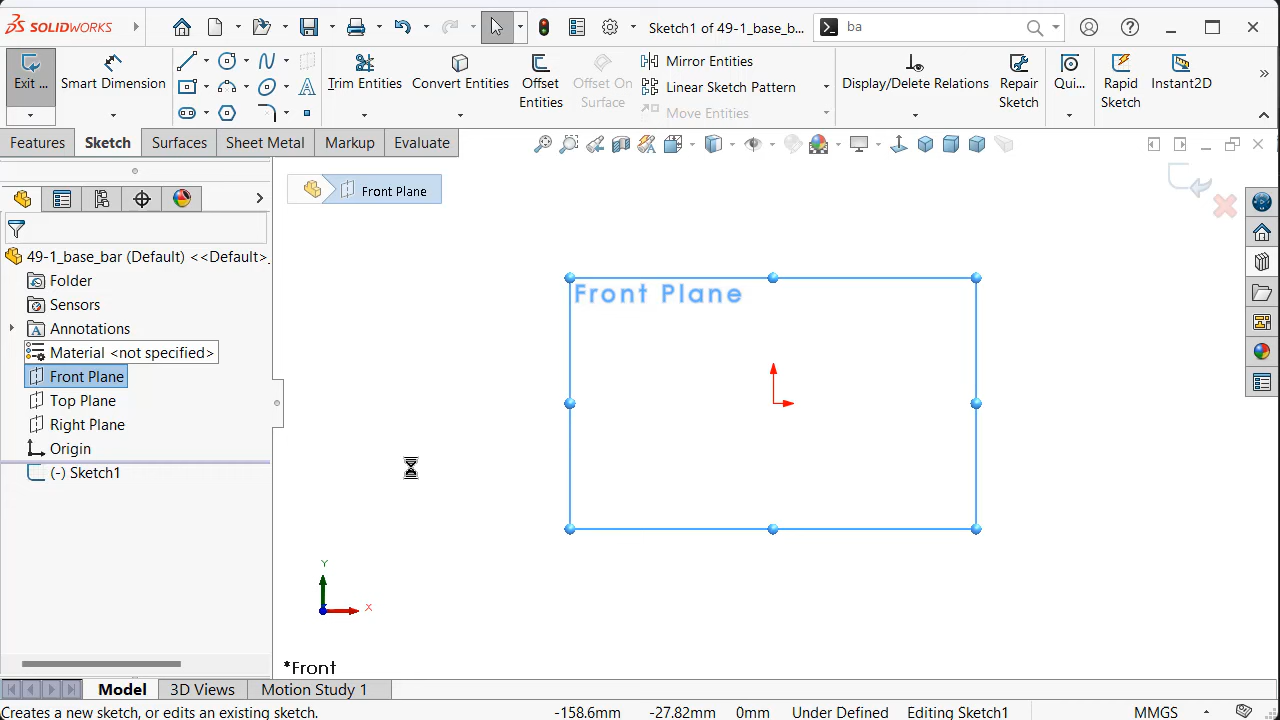 SOLIDWORKS
Sketch1 of 49-1_base_b...
ba
Exit ...
Smart Dimension
Trim Entities
Convert Entities
Offset Entities
Offset On Surface
Mirror Entities
Linear Sketch Pattern
Move Entities
Display/Delete Relations
Repair Sketch
Qui...
Rapid Sketch
Instant2D
Features
Sketch
Surfaces
Sheet Metal
Markup
Evaluate
Front Plane
49-1_base_bar (Default) <<Default>
Folder
Sensors
Annotations
Material <not specified>
Front Plane
Top Plane
Right Plane
Origin
(-) Sketch1
Front Plane
Y
X
*Front
Model
3D Views
Motion Study 1
Creates a new sketch, or edits an existing sketch.
-158.6mm
-27.82mm
0mm
Under Defined
Editing Sketch1
MMGS